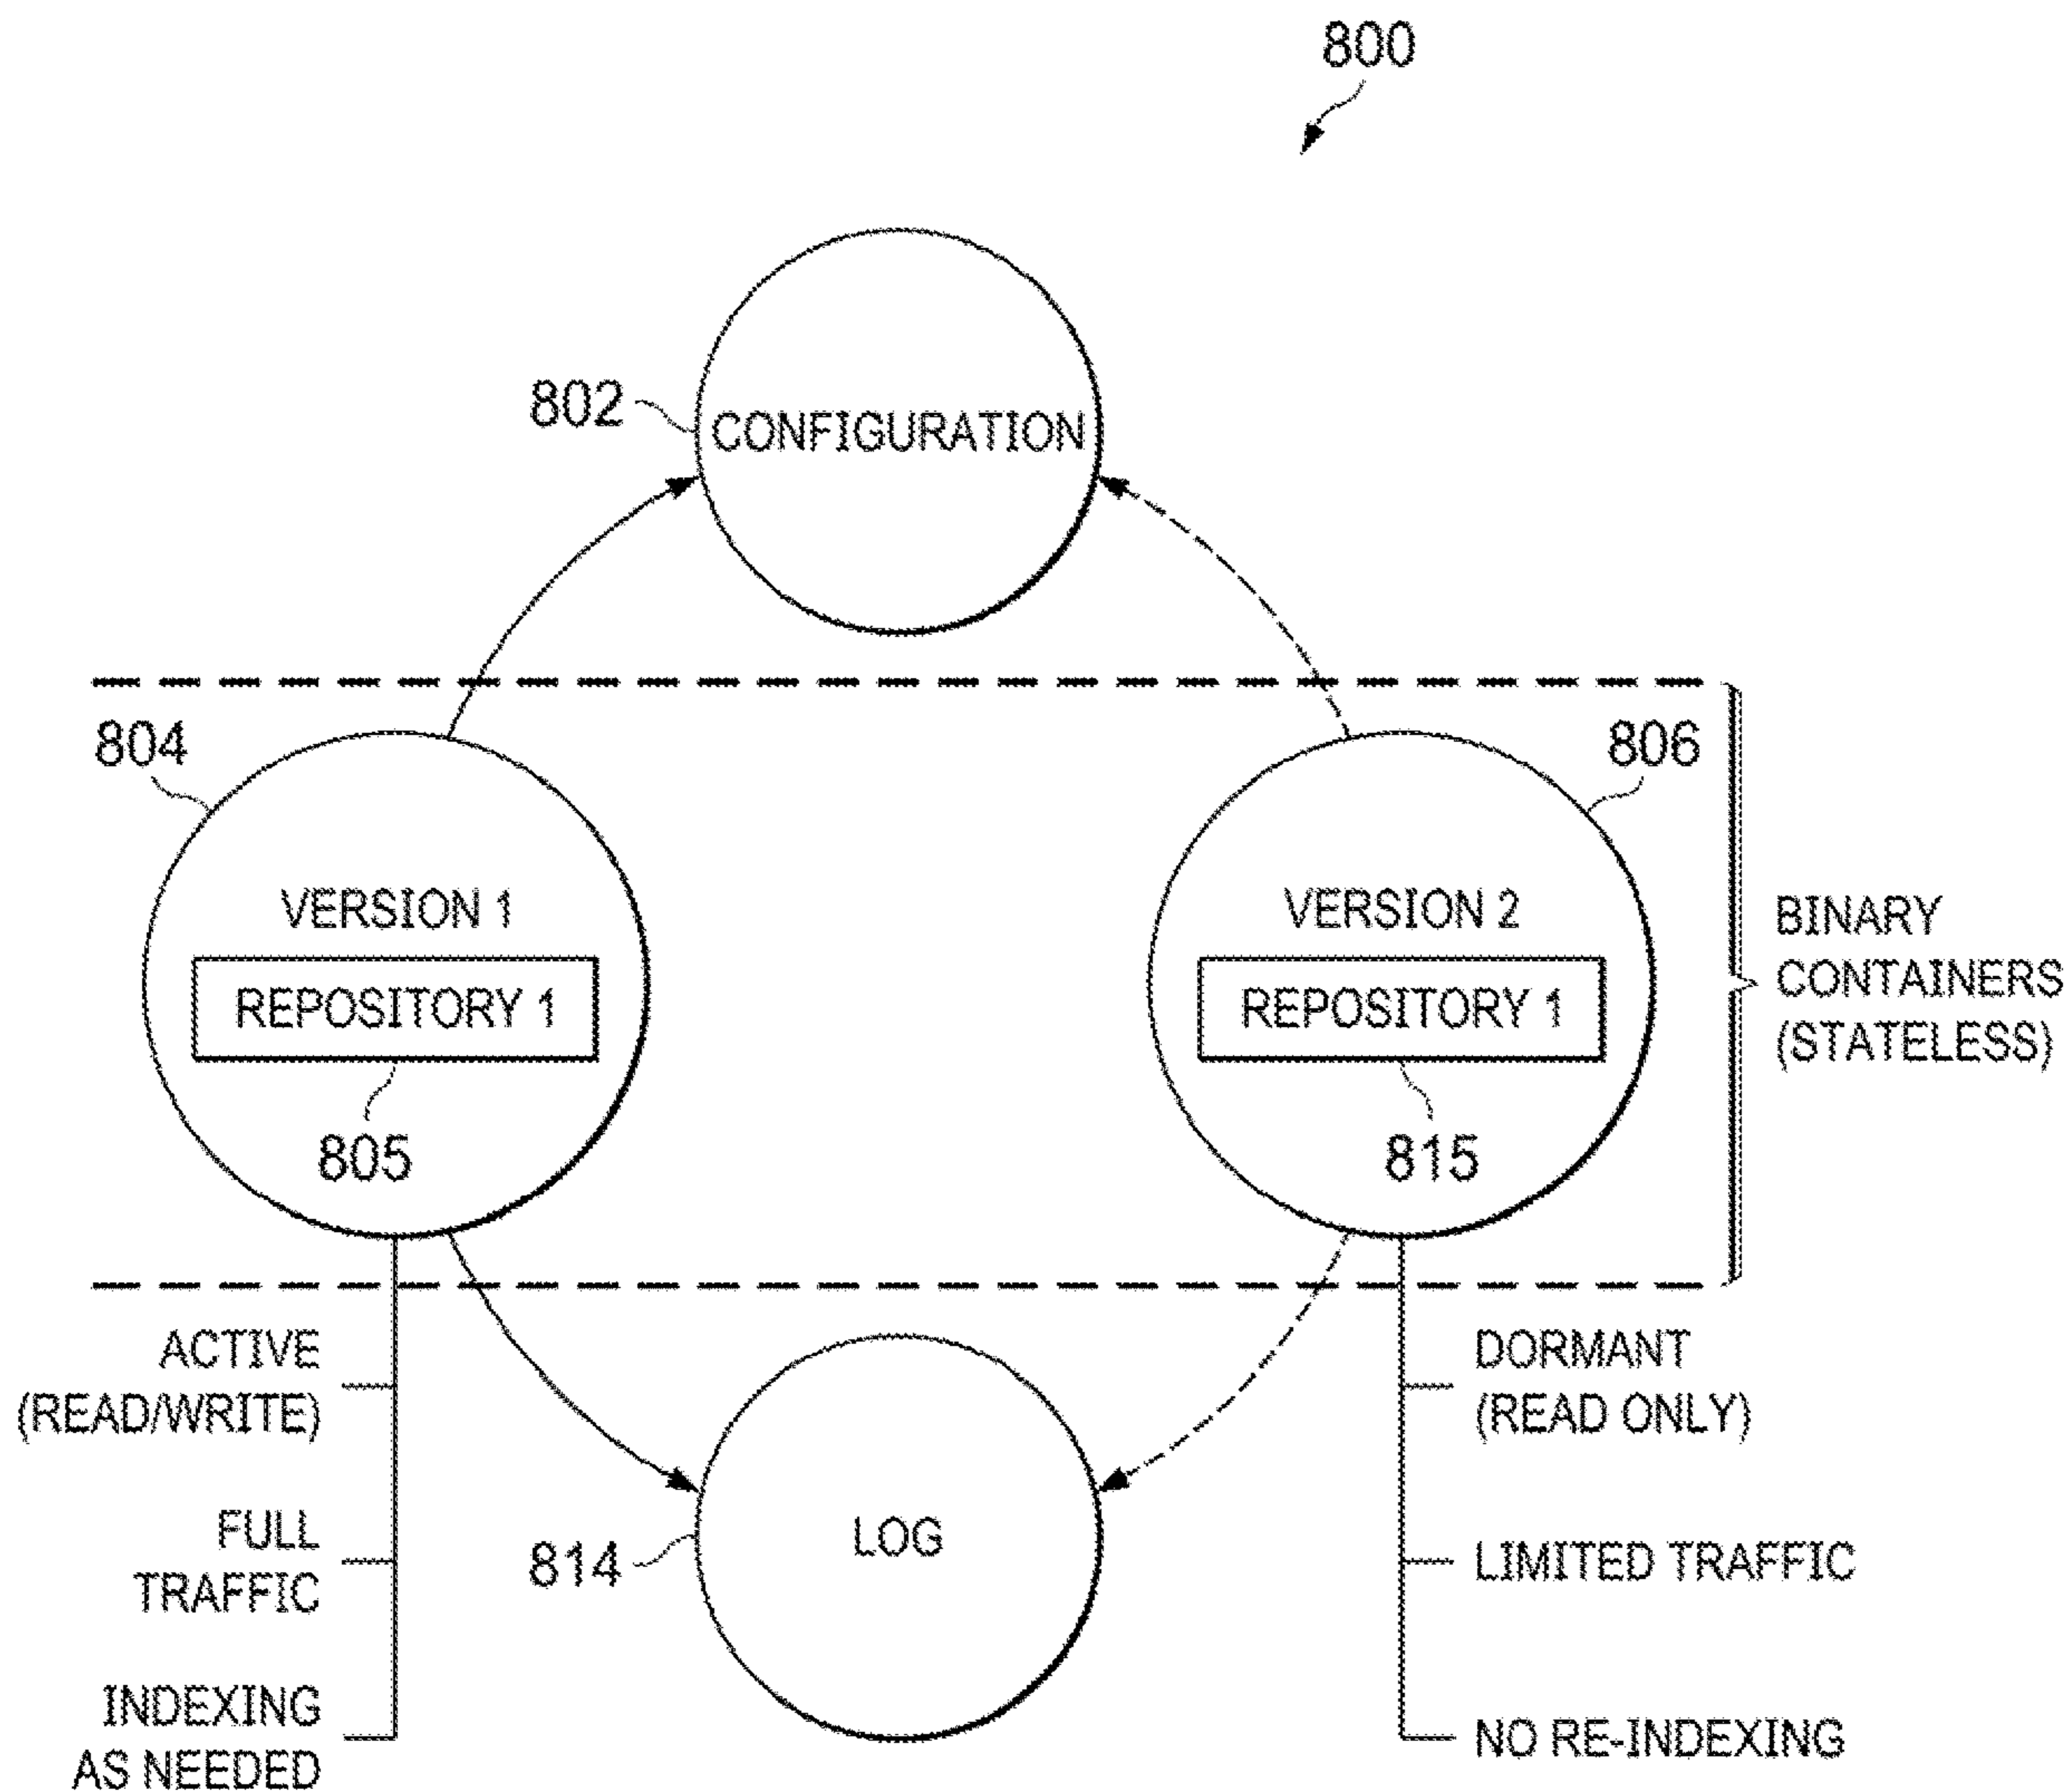 800
802
CONFIGURATION
804
806
VERSION 1
REPOSITORY 1
805
VERSION 2
REPOSITORY 1
815
BINARY
CONTAINERS
(STATELESS)
ACTIVE
(READ/WRITE)
FULL
TRAFFIC
INDEXING
AS NEEDED
814
LOG
DORMANT
(READ ONLY)
LIMITED TRAFFIC
NO RE-INDEXING